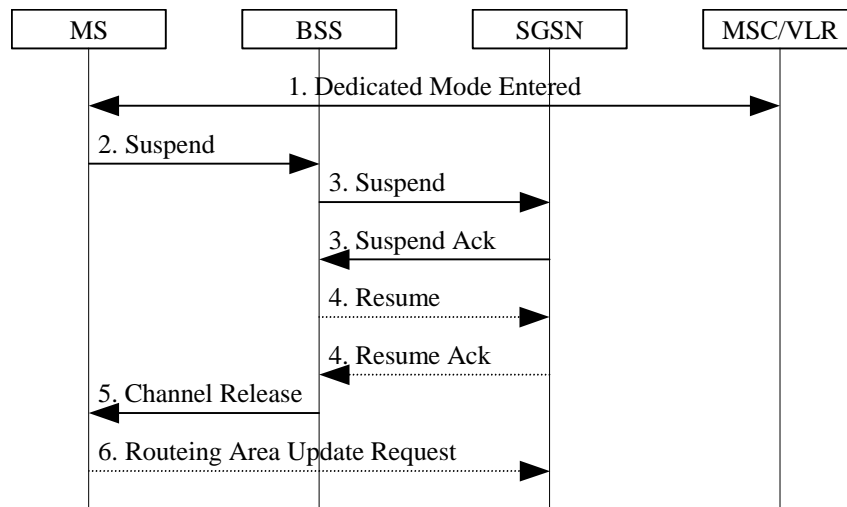 MS BSS SGSN MSC/VLR
1. Dedicated Mode Entered
2. Suspend
3. Suspend
3. Suspend Ack
4. Resume
4. Resume Ack
5. Channel Release
6. Routeing Area Update Request